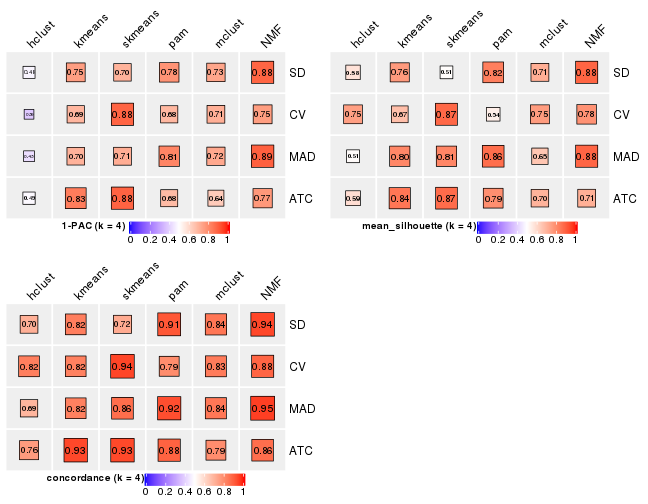 hclust kmeans skmeans pam mclust NMF
0.75 0.70 0.78 0.73 0.88 SD
0.69 0.88 0.68 0.71 0.75 CV
0.70 0.71 0.81 0.72 0.89 MAD
0.49 0.83 0.88 0.68 0.64 0.77 ATC
1-PAC (k = 4)
0 0.2 0.4 0.6 0.8 1
hclust kmeans skmeans pam mclust NMF
0.58 0.76 0.51 0.82 0.71 0.88 SD
0.75 0.67 0.87 0.54 0.75 0.78 CV
0.51 0.80 0.81 0.86 0.65 0.88 MAD
0.59 0.84 0.87 0.79 0.70 0.71 ATC
mean_silhouette (k = 4)
0 0.2 0.4 0.6 0.8 1
hclust kmeans skmeans pam mclust NMF
0.70 0.82 0.72 0.91 0.84 0.94 SD
0.82 0.82 0.94 0.79 0.83 0.88 CV
0.69 0.82 0.86 0.92 0.84 0.95 MAD
0.76 0.93 0.93 0.88 0.79 0.86 ATC
concordance (k = 4)
0 0.2 0.4 0.6 0.8 1